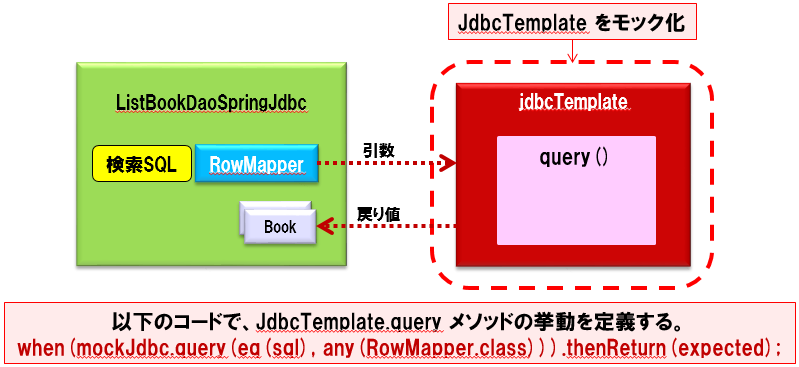 JdbcTemplate をモック化
ListBookDaoSpringJdbc
jdbcTemplate
検索SQL
RowMapper
引数
query()
戻り値
Book
以下のコードで、JdbcTemplate.query メソッドの挙動を定義する。
when(mockJdbc.query(eq(sql), any(RowMapper.class))).thenReturn(expected);